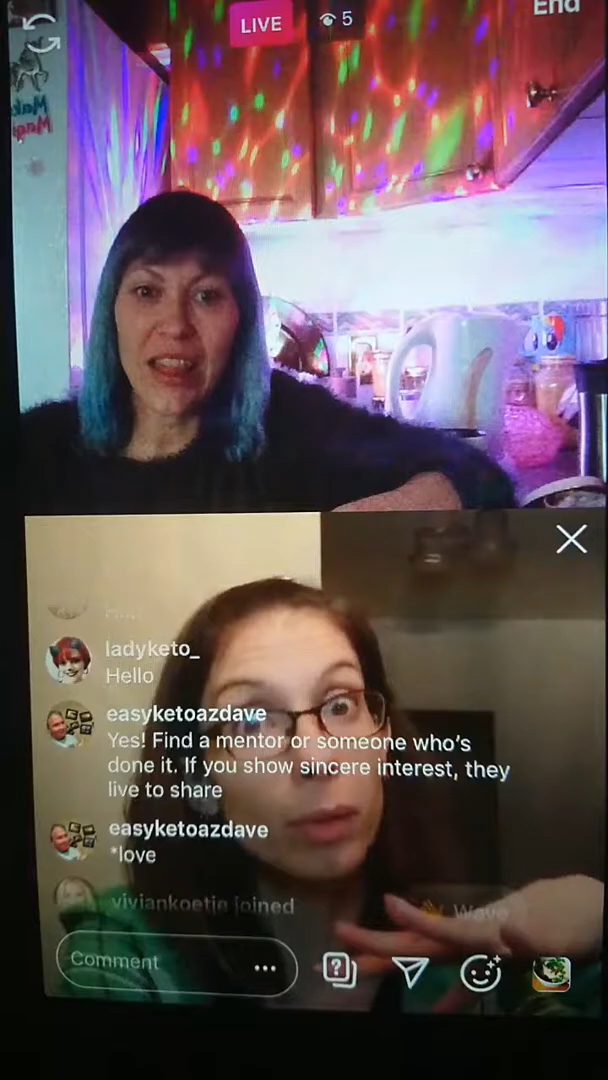 LIVE
5
End
ladyketo_
Hello
easyketoazdave
Yes! Find a mentor or someone who's
done it. If you show sincere interest, they
live to share
easyketoazdave
*love
viviankoetje joined
Wave
Comment